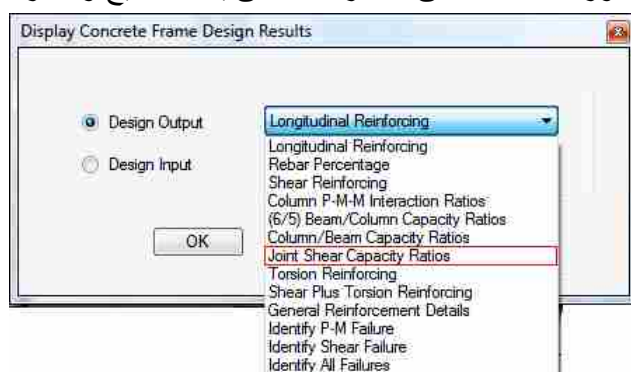 Display Concrete Frame Design Results
Design Output
Longitudinal Reinforcing
Design Input
Longitudinal Reinforcing
Rebar Percentage
Shear Reinforcing
Column P-M-M Interaction Ratios
(6/5) Beam/Column Capacity Ratios
Column/Beam Capacity Ratios
Joint Shear Capacity Ratios
Torsion Reinforcing
Shear Plus Torsion Reinforcing
General Reinforcement Details
Identify P-M Failure
Identify Shear Failure
Identify All Failures
OK